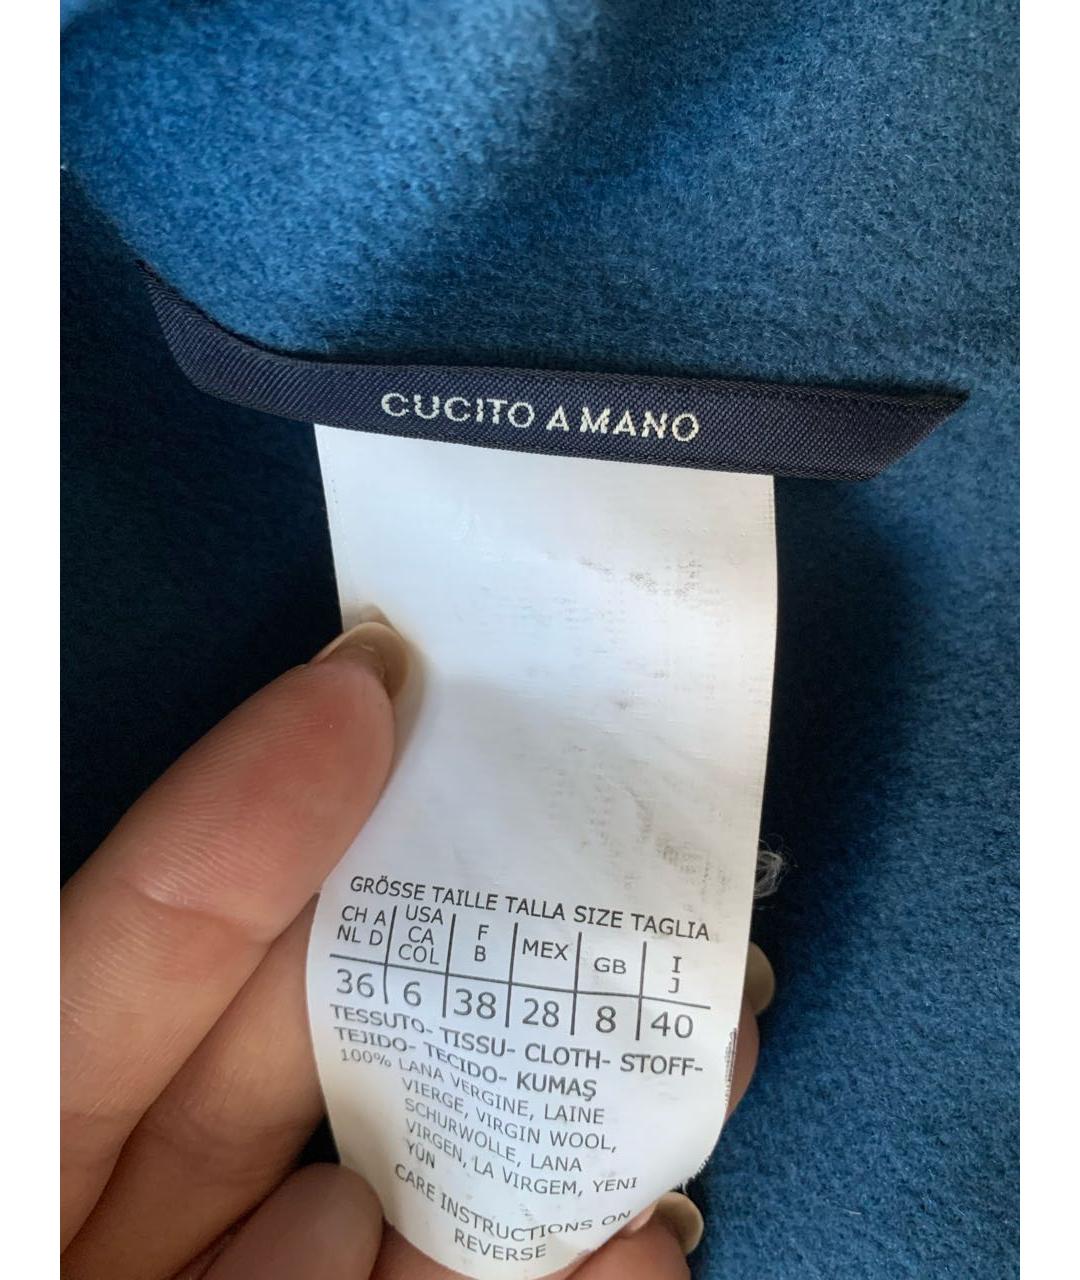 CUCITO A MANO
GRÖSSE TAILLE TALLA SIZE TAGLIA
CH A USA F MEX GB I
NL D CA B J
COL
36 6 38 28 8 40
TESSUTO- TISSU- CLOTH- STOFF-
TEJIDO- TECIDO- KUMAŞ
100% LANA VERGINE, LAINE
VIERGE, VIRGIN WOOL,
SCHURWOLLE, LANA
VIRGEN, LA VIRGEM, YENI
YÜN
CARE INSTRUCTIONS ON
REVERSE